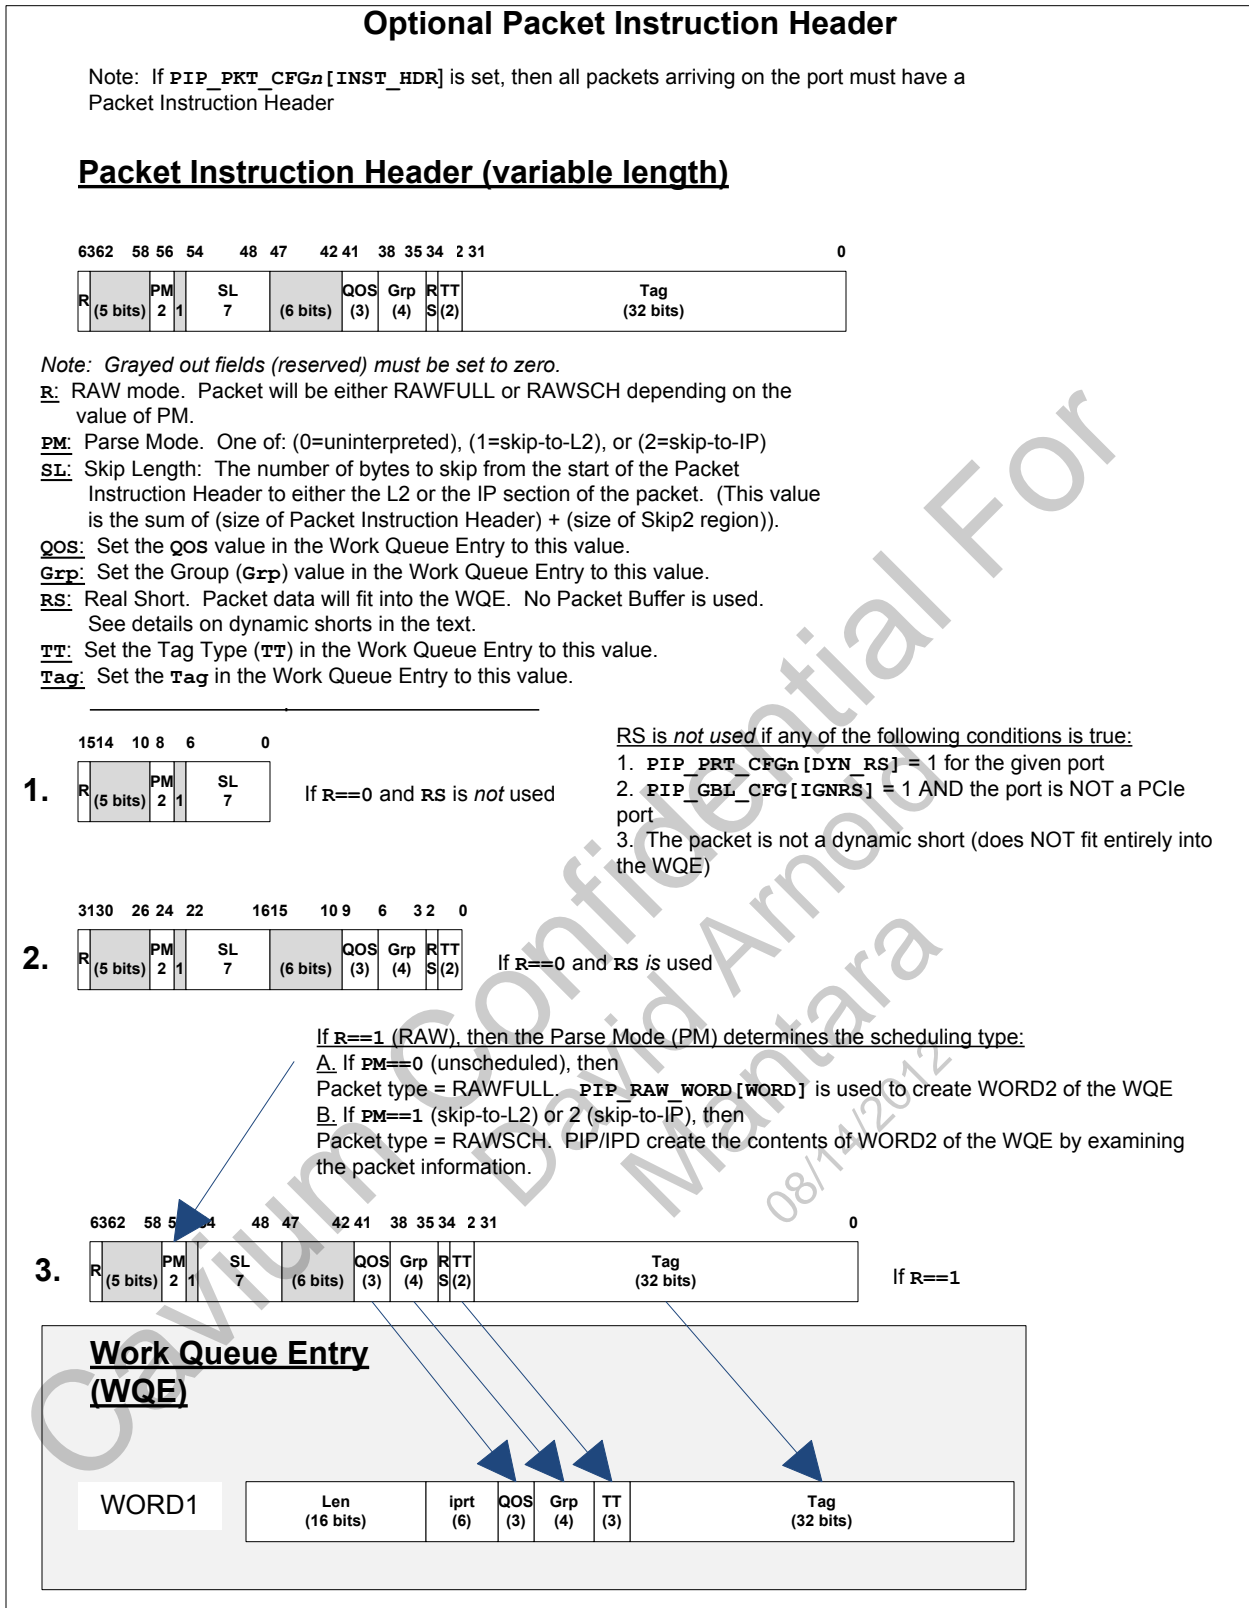 Optional Packet Instruction Header
Note: If PIP_PKT_CFGn[INST_HDR] is set, then all packets arriving on the port must have a
Packet Instruction Header
Packet Instruction Header (variable length)
6362 58 56 54 48 47 42 41 38 35 34 2 31 0
R (5 bits) PM 2 1 SL 7 (6 bits) QOS (3) Grp (4) RS TT (2) Tag (32 bits)
Note: Grayed out fields (reserved) must be set to zero.
R: RAW mode. Packet will be either RAWFULL or RAWSCH depending on the
value of PM.
PM: Parse Mode. One of: (0=uninterpreted), (1=skip-to-L2), or (2=skip-to-IP)
SL: Skip Length: The number of bytes to skip from the start of the Packet
Instruction Header to either the L2 or the IP section of the packet. (This value
is the sum of (size of Packet Instruction Header) + (size of Skip2 region)).
QOS: Set the QOS value in the Work Queue Entry to this value.
Grp: Set the Group (Grp) value in the Work Queue Entry to this value.
RS: Real Short. Packet data will fit into the WQE. No Packet Buffer is used.
See details on dynamic shorts in the text.
TT: Set the Tag Type (TT) in the Work Queue Entry to this value.
Tag: Set the Tag in the Work Queue Entry to this value.
1514 10 8 6 0
1. R (5 bits) PM 2 1 SL 7 If R==0 and RS is not used
RS is not used if any of the following conditions is true:
1. PIP_PRT_CFGn[DYN_RS] = 1 for the given port
2. PIP_GBL_CFG[IGNRS] = 1 AND the port is NOT a PCIe
port
3. The packet is not a dynamic short (does NOT fit entirely into
the WQE)
3130 26 24 22 1615 10 9 6 3 2 0
2. R (5 bits) PM 2 1 SL 7 (6 bits) QOS (3) Grp (4) RS TT (2) If R==0 and RS is used
If R==1 (RAW), then the Parse Mode (PM) determines the scheduling type:
A. If PM==0 (unscheduled), then
Packet type = RAWFULL. PIP_RAW_WORD[WORD] is used to create WORD2 of the WQE
B. If PM==1 (skip-to-L2) or 2 (skip-to-IP), then
Packet type = RAWSCH. PIP/IPD create the contents of WORD2 of the WQE by examining
the packet information.
6362 58 5 54 48 47 42 41 38 35 34 2 31 0
3. R (5 bits) PM 2 1 SL 7 (6 bits) QOS (3) Grp (4) RS TT (2) Tag (32 bits) If R==1
Work Queue Entry
(WQE)
WORD1 Len (16 bits) iprt (6) QOS (3) Grp (4) TT (3) Tag (32 bits)
Cavium Confidential For
David Arnold
Mantara
08/14/2012